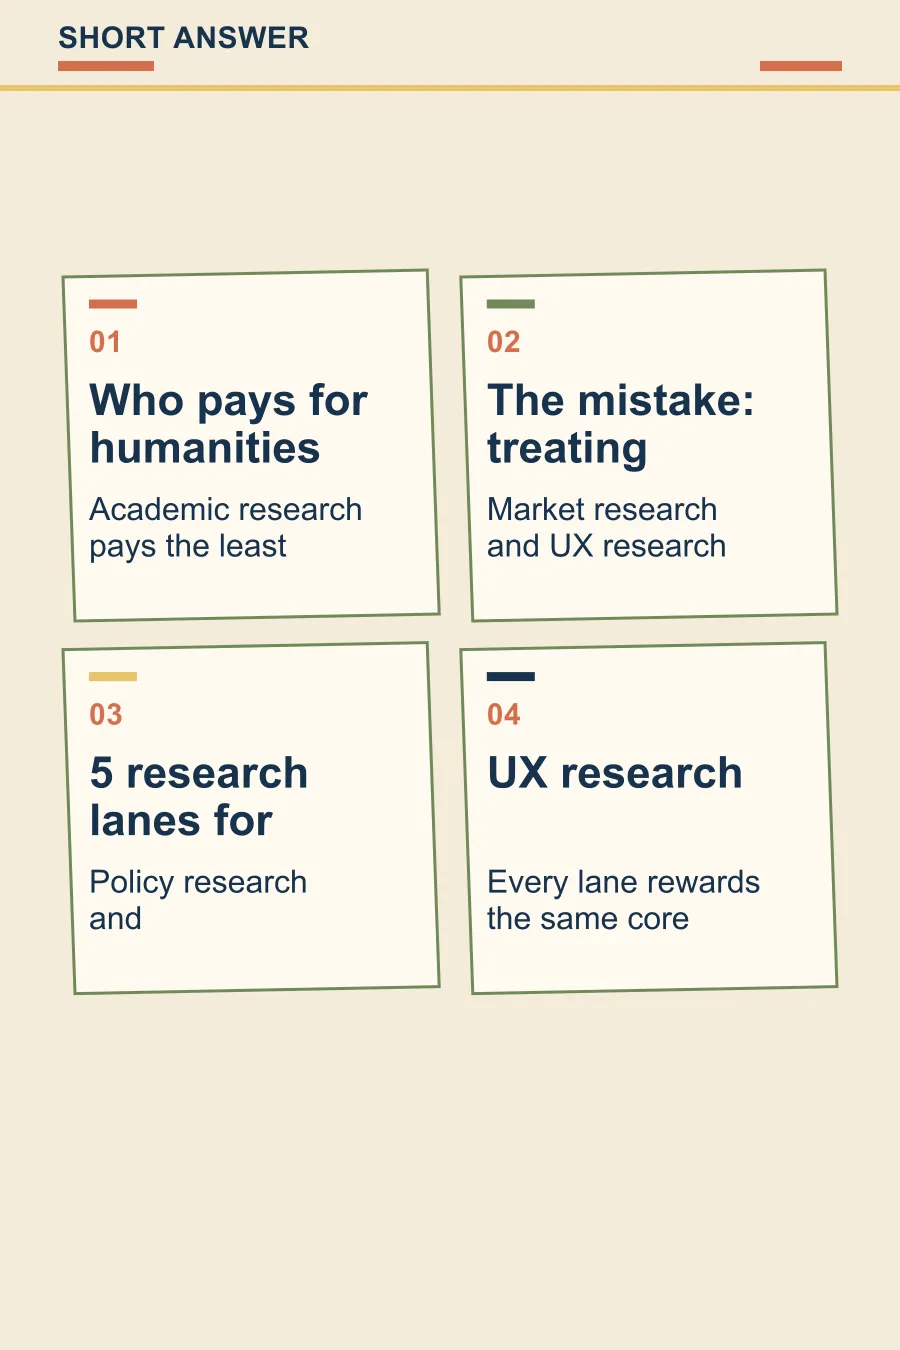 SHORT ANSWER
01
Who pays for
humanities
Academic research
pays the least
02
The mistake:
treating
Market research
and UX research
03
5 research
lanes for
Policy research
and
04
UX research
Every lane rewards
the same core